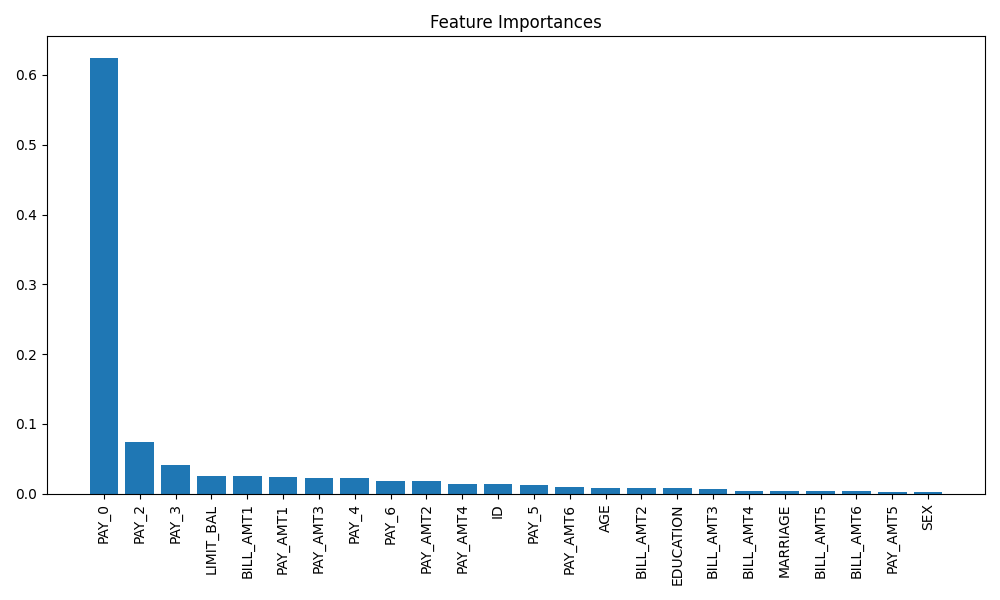 Feature Importances
0.6
0.5
0.4
0.3
0.2
0.1
0.0
PAY_0
PAY_2
PAY_3
LIMIT_BAL
BILL_AMT1
PAY_AMT1
PAY_AMT3
PAY_4
PAY_6
PAY_AMT2
PAY_AMT4
ID
PAY_5
PAY_AMT6
AGE
BILL_AMT2
EDUCATION
BILL_AMT3
BILL_AMT4
MARRIAGE
BILL_AMT5
BILL_AMT6
PAY_AMT5
SEX